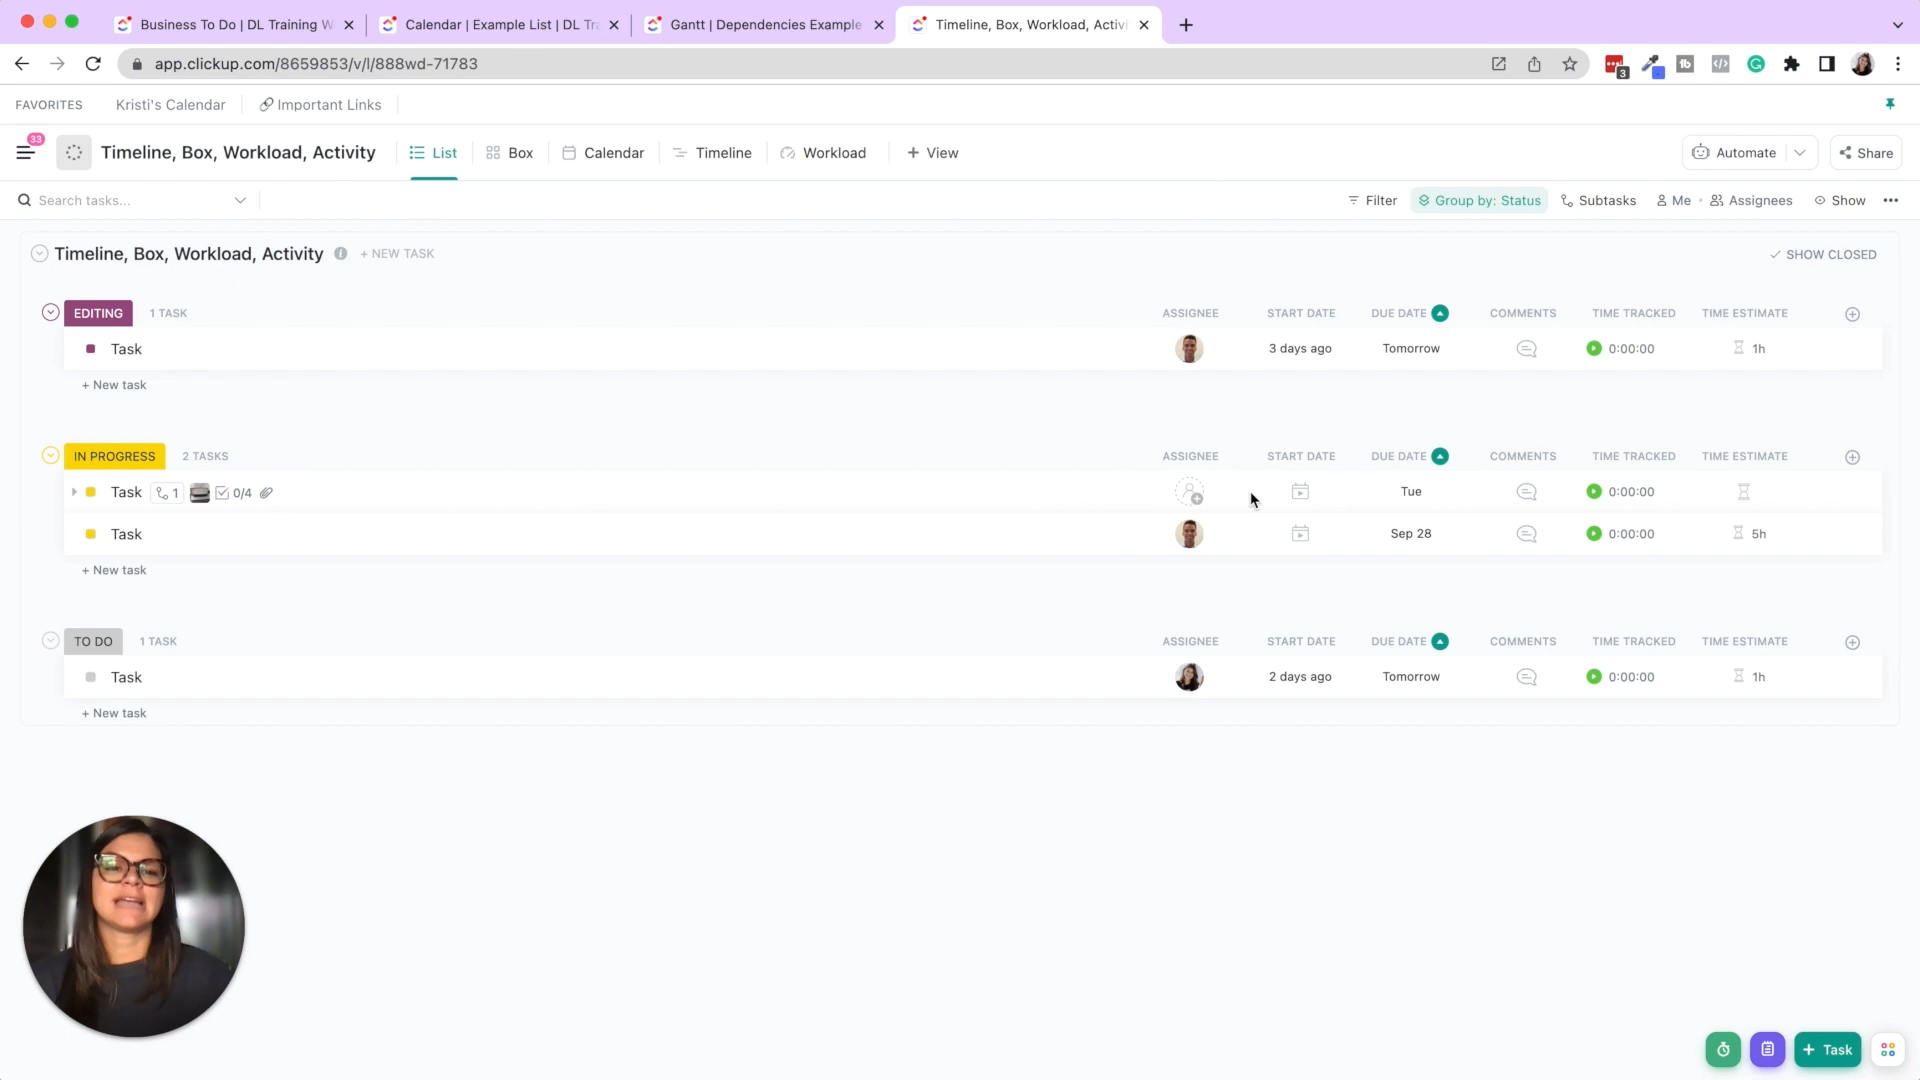 Business To Do | DL Training W
Calendar | Example List | DL Tra
Gantt | Dependencies Example
Timeline, Box, Workload, Activi
app.clickup.com/8659853/v/l/888wd-71783
3
FAVORITES
Kristi's Calendar
Important Links
33
Timeline, Box, Workload, Activity
List
Box
Calendar
Timeline
Workload
+ View
Automate
Share
Search tasks...
Filter
Group by: Status
Subtasks
Me
Assignees
Show
Timeline, Box, Workload, Activity
+ NEW TASK
SHOW CLOSED
EDITING 1 TASK ASSIGNEE START DATE DUE DATE COMMENTS TIME TRACKED TIME ESTIMATE
Task 3 days ago Tomorrow 0:00:00 1h
+ New task
IN PROGRESS 2 TASKS ASSIGNEE START DATE DUE DATE COMMENTS TIME TRACKED TIME ESTIMATE
Task 1 0/4 Tue 0:00:00
Task Sep 28 0:00:00 5h
+ New task
TO DO 1 TASK ASSIGNEE START DATE DUE DATE COMMENTS TIME TRACKED TIME ESTIMATE
Task 2 days ago Tomorrow 0:00:00 1h
+ New task
+ Task